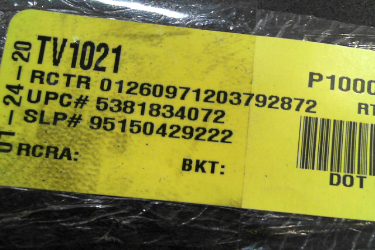 01-24-20
TV1021
RCTR 01260971203792872
UPC# 5381834072
SLP# 95150429222
RCRA:
BKT:
P1000
RT
DOT